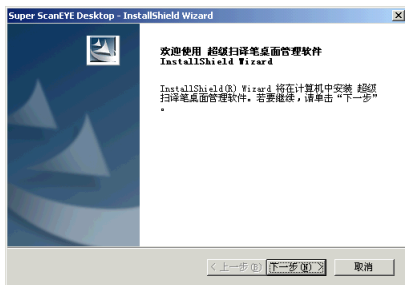 Super ScanEYE Desktop - InstallShield Wizard
欢迎使用 超级扫译笔桌面管理软件
InstallShield Wizard
InstallShield(R) Wizard 将在计算机中安装 超级
扫译笔桌面管理软件。若要继续，请单击“下一步”
。
< 上一步(B) 下一步(N) > 取消